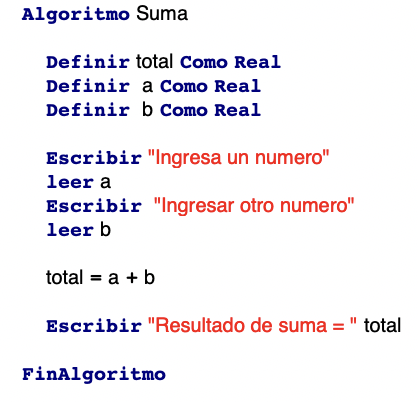 Algoritmo Suma
Definir total Como Real
Definir a Como Real
Definir b Como Real
Escribir "Ingresa un numero"
leer a
Escribir "Ingresar otro numero"
leer b
total = a + b
Escribir "Resultado de suma = " total
FinAlgoritmo